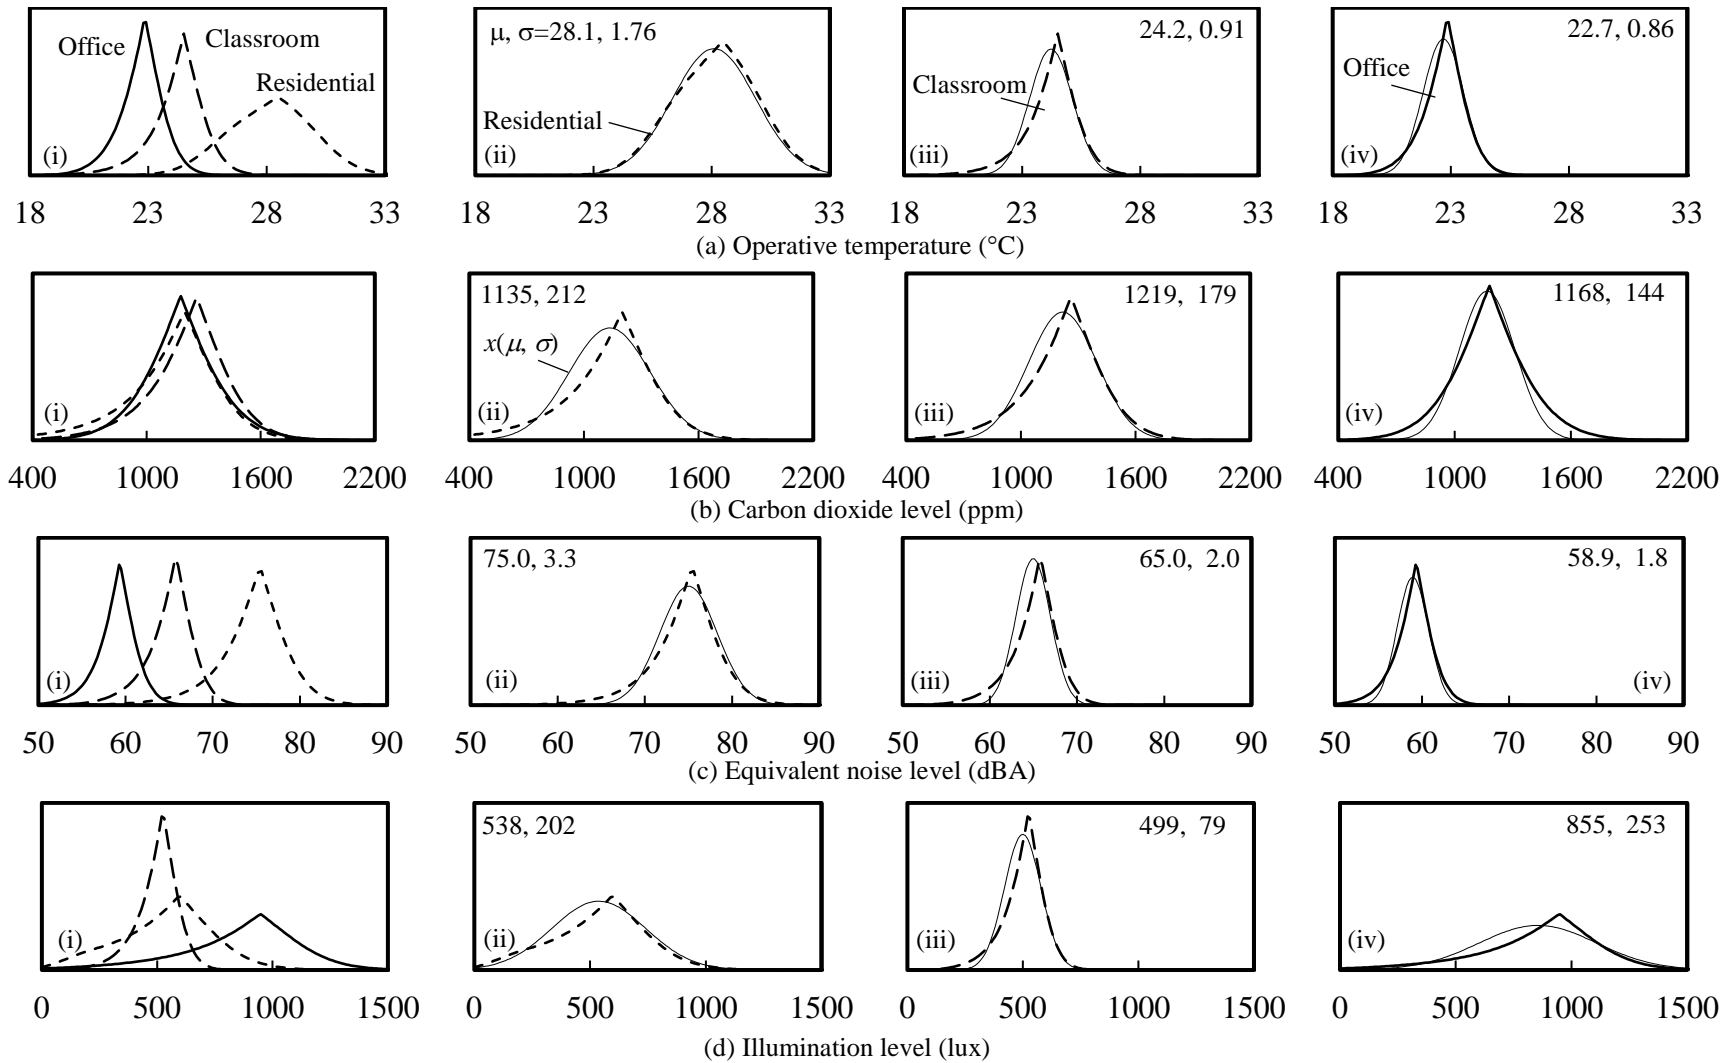 Office
Classroom
Residential
(i)
μ, σ=28.1, 1.76
Residential
(ii)
24.2, 0.91
Classroom
(iii)
22.7, 0.86
Office
(iv)
18 23 28 33 18 23 28 33 18 23 28 33 18 23 28 33
(a) Operative temperature (°C)
(i)
1135, 212
x(μ, σ)
(ii)
1219, 179
(iii)
1168, 144
(iv)
400 1000 1600 2200 400 1000 1600 2200 400 1000 1600 2200 400 1000 1600 2200
(b) Carbon dioxide level (ppm)
(i)
75.0, 3.3
(ii)
65.0, 2.0
(iii)
58.9, 1.8
(iv)
50 60 70 80 90 50 60 70 80 90 50 60 70 80 90 50 60 70 80 90
(c) Equivalent noise level (dBA)
(i)
538, 202
(ii)
499, 79
(iii)
855, 253
(iv)
0 500 1000 1500 0 500 1000 1500 0 500 1000 1500 0 500 1000 1500
(d) Illumination level (lux)